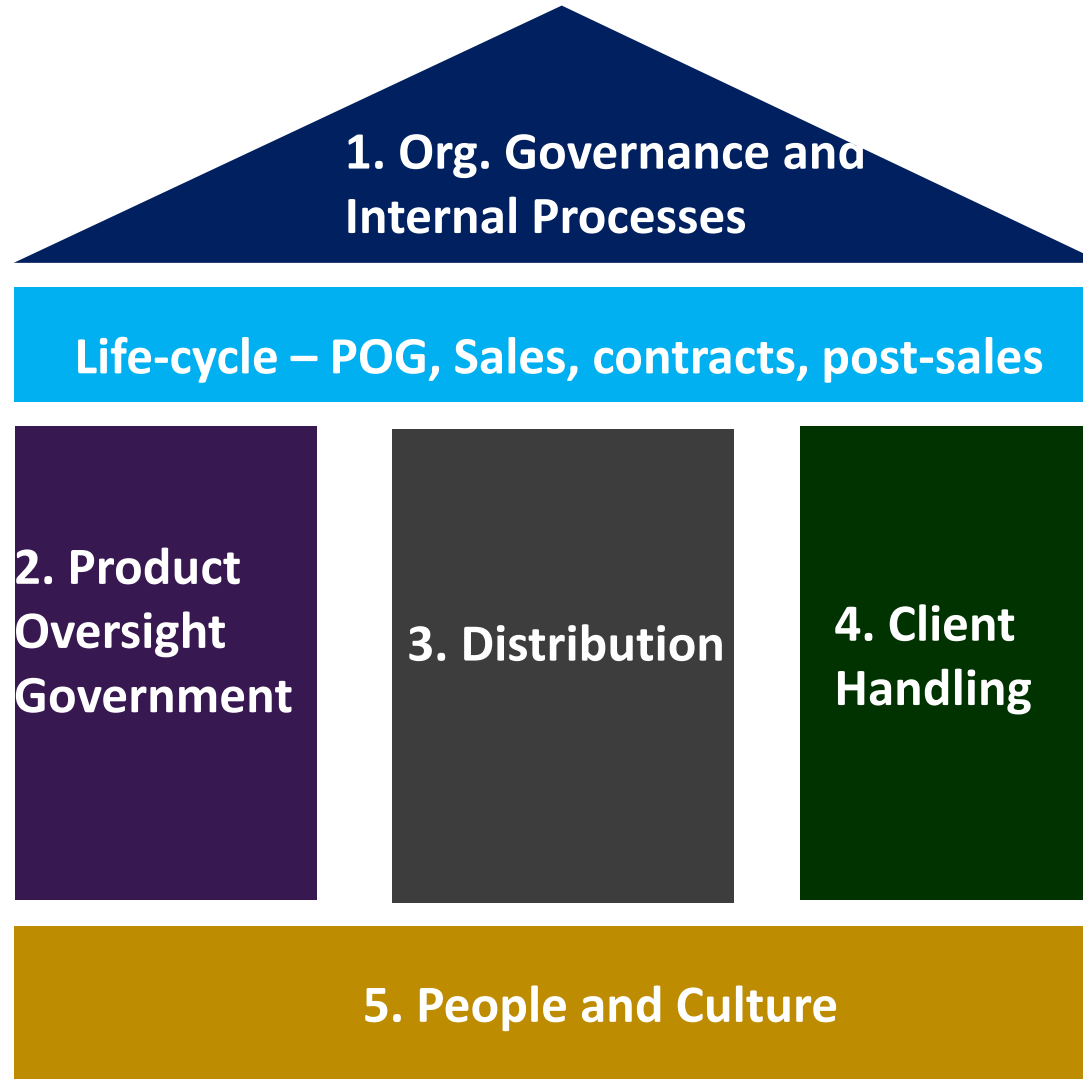 1. Org. Governance and
Internal Processes
Life-cycle – POG, Sales, contracts, post-sales
2. Product
Oversight
Government
3. Distribution
4. Client
Handling
5. People and Culture